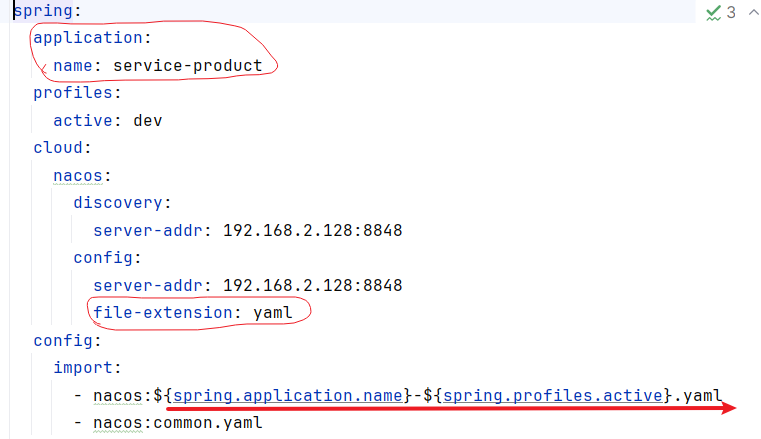 spring:
3
  application:
    name: service-product
  profiles:
    active: dev
  cloud:
    nacos:
      discovery:
        server-addr: 192.168.2.128:8848
      config:
        server-addr: 192.168.2.128:8848
        file-extension: yaml
  config:
    import:
      - nacos:${spring.application.name}-${spring.profiles.active}.yaml
      - nacos:common.yaml